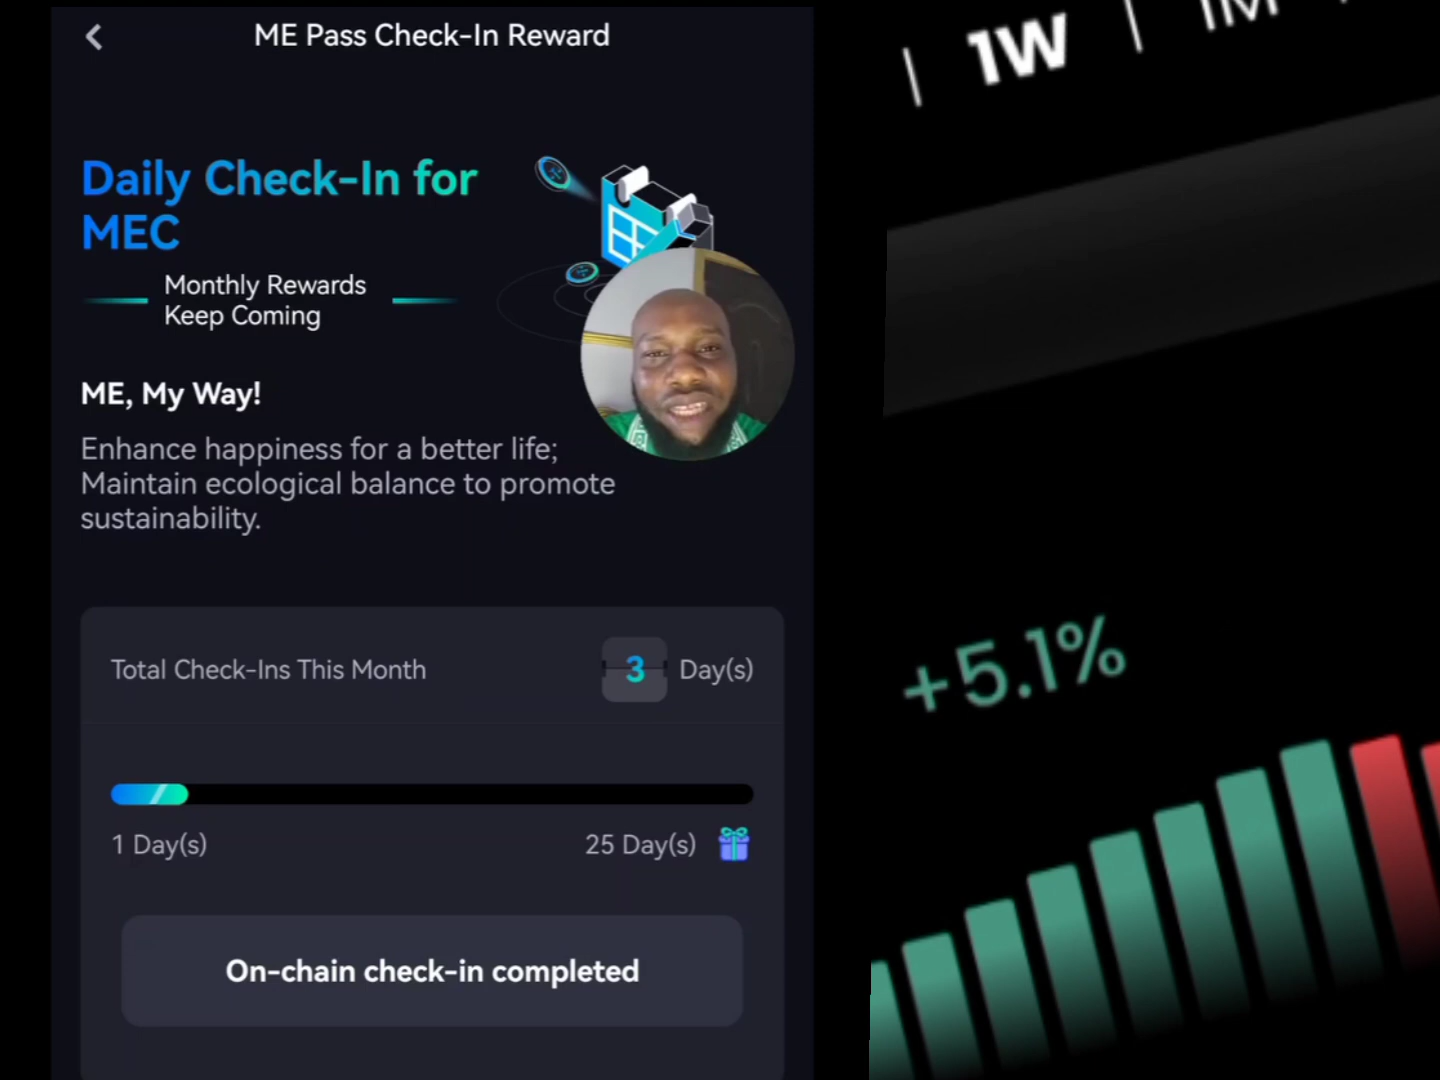 ME Pass Check-In Reward
Daily Check-In for
MEC
Monthly Rewards
Keep Coming
ME, My Way!
Enhance happiness for a better life;
Maintain ecological balance to promote
sustainability.
Total Check-Ins This Month
3 Day(s)
1 Day(s)
25 Day(s)
On-chain check-in completed
1W
1M
+5.1%